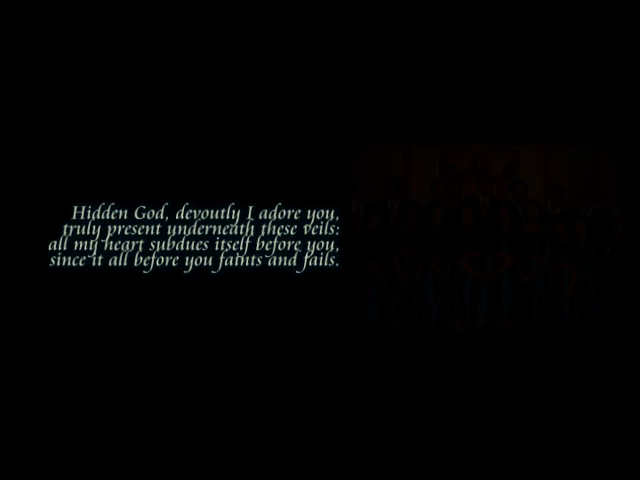 Hidden God, devoutly I adore you,
truly present underneath these veils:
all my heart subdues itself before you,
since it all before you faints and fails.